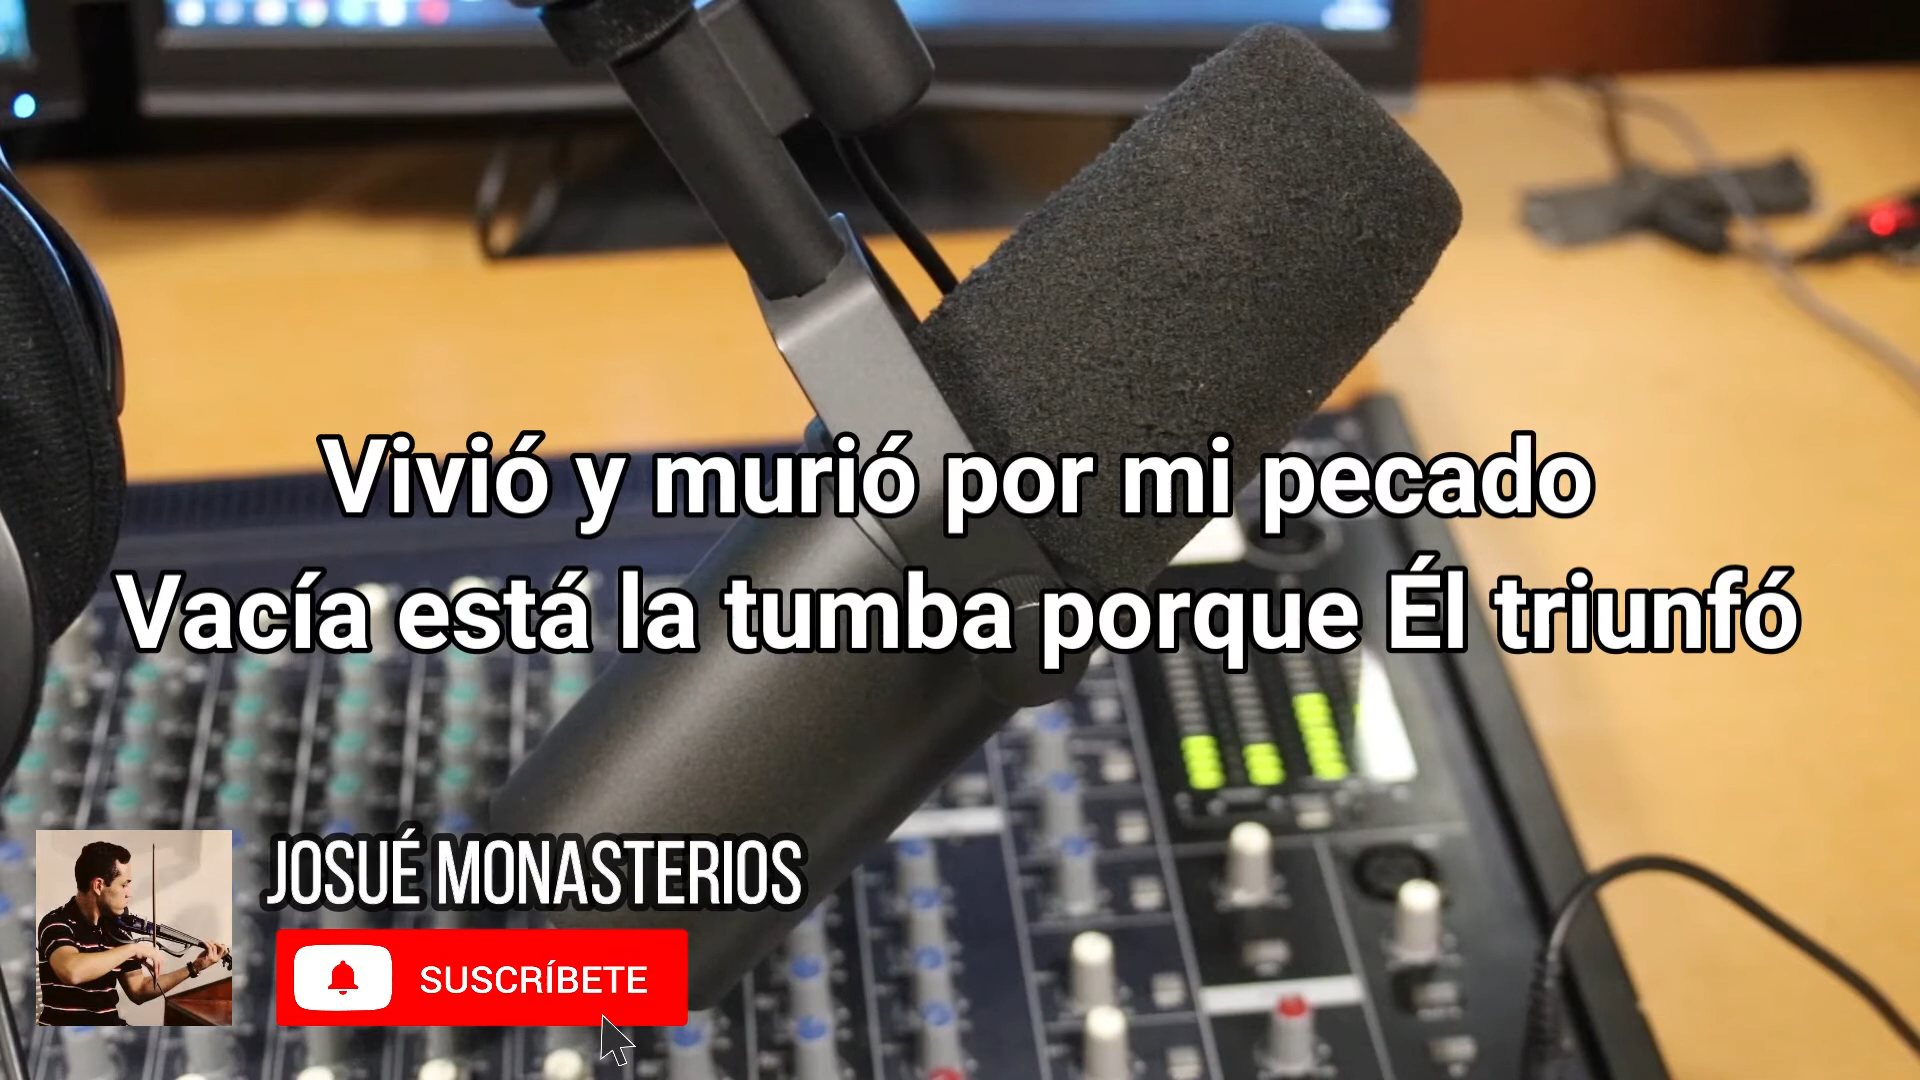 Vivió y murió por mi pecado
Vacía está la tumba porque Él triunfó
JOSUÉ MONASTERIOS
SUSCRÍBETE